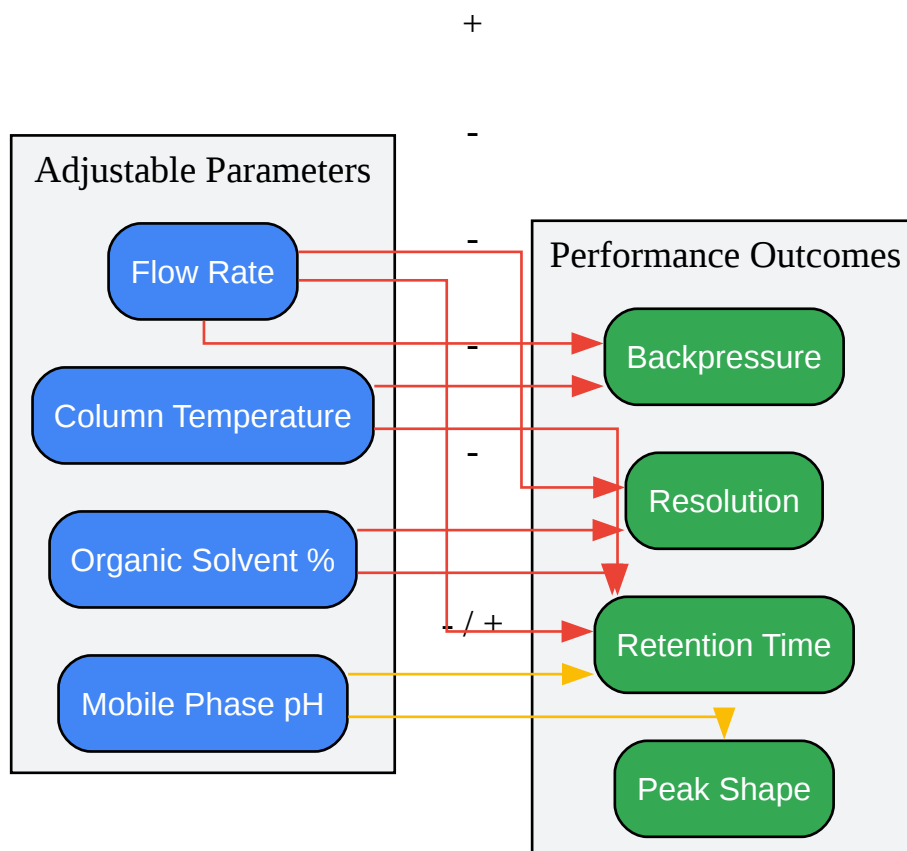 +
-
Adjustable Parameters
-
Performance Outcomes
Flow Rate
-
Backpressure
Column Temperature
-
Resolution
Organic Solvent %
- / +
Retention Time
Mobile Phase pH
Peak Shape